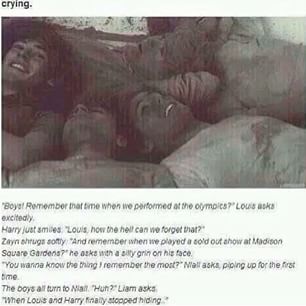 crying.
"Boys! Remember that time when we performed at the olympics?" Louis asks
excitedly.
Harry just smiles. "Louis, how the hell can we forget that?"
Zayn shrugs softly. "And remember when we played a sold out show at Madison
Square Gardens?" he asks with a silly grin on his face.
"You wanna know the thing I remember the most?" Niall asks, piping up for the first
time.
The boys all turn to Niall. "Huh?" Liam asks.
"When Louis and Harry finally stopped hiding.."